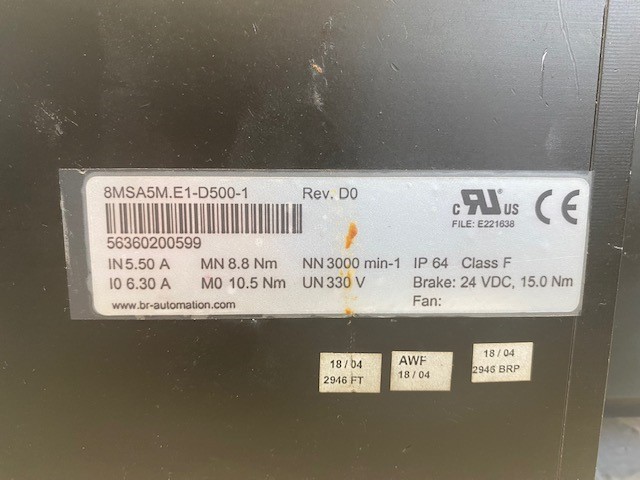 8MSA5M.E1-D500-1 Rev. D0
56360200599
c RU US
FILE: E221638
CE
IN 5.50 A MN 8.8 Nm NN 3000 min-1 IP 64 Class F
I0 6.30 A M0 10.5 Nm UN 330 V Brake: 24 VDC, 15.0 Nm
www.br-automation.com Fan:
18 / 04
2946 FT
AWF
18 / 04
18 / 04
2946 BRP